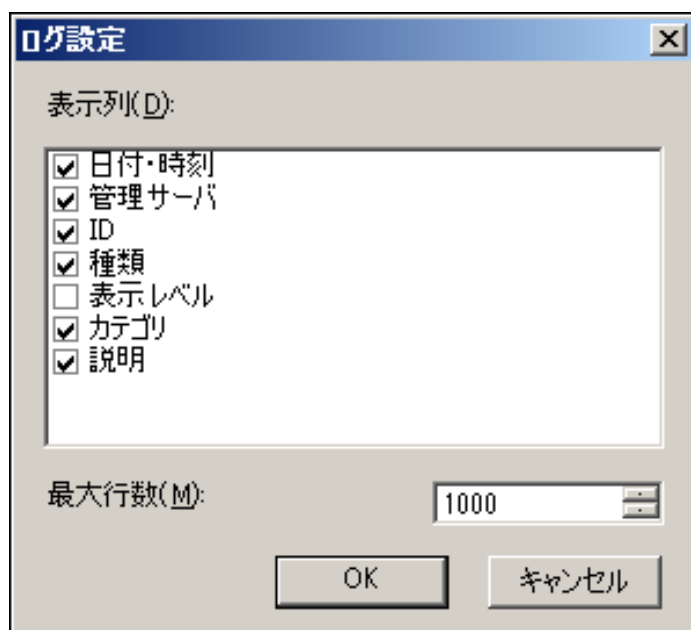 ログ設定
表示列(D):
日付・時刻
管理サーバ
ID
種類
表示レベル
カテゴリ
説明
最大行数(M):
1000
OK
キャンセル